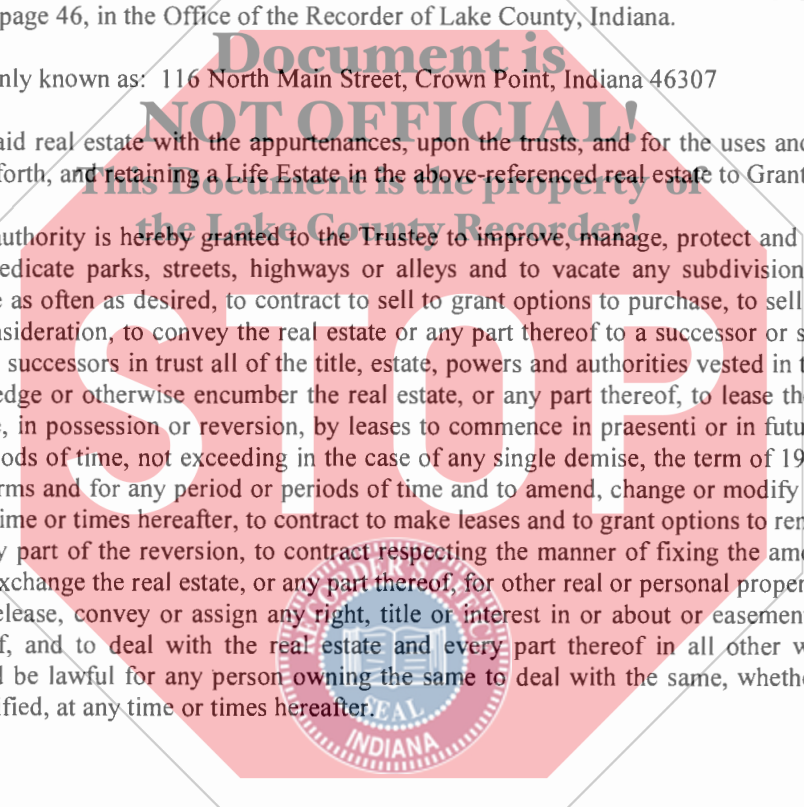 page 46, in the Office of the Recorder of Lake County, Indiana.
Document is
nly known as: 116 North Main Street, Crown Point, Indiana 46307
NOT OFFICIAL!
aid real estate with the appurtenances, upon the trusts, and for the uses and
forth, and retaining a Life Estate in the above-referenced real estate to Grant
This Document is the property of
the Lake County Recorder!
uthority is hereby granted to the Trustee to improve, manage, protect and
edicate parks, streets, highways or alleys and to vacate any subdivision
e as often as desired, to contract to sell to grant options to purchase, to sell
nsideration, to convey the real estate or any part thereof to a successor or s
successors in trust all of the title, estate, powers and authorities vested in t
edge or otherwise encumber the real estate, or any part thereof, to lease th
e, in possession or reversion, by leases to commence in praesenti or in futu
ods of time, not exceeding in the case of any single demise, the term of 19
rms and for any period or periods of time and to amend, change or modify
ime or times hereafter, to contract to make leases and to grant options to ren
y part of the reversion, to contract respecting the manner of fixing the amo
xchange the real estate, or any part thereof, for other real or personal proper
elease, convey or assign any right, title or interest in or about or easement
f, and to deal with the real estate and every part thereof in all other w
d be lawful for any person owning the same to deal with the same, whethe
ified, at any time or times hereafter.
STOP
SEAL
INDIANA